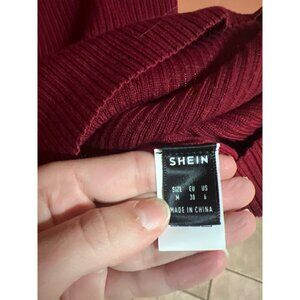 SHEIN
SIZE EU US
M 38 6
MADE IN CHINA